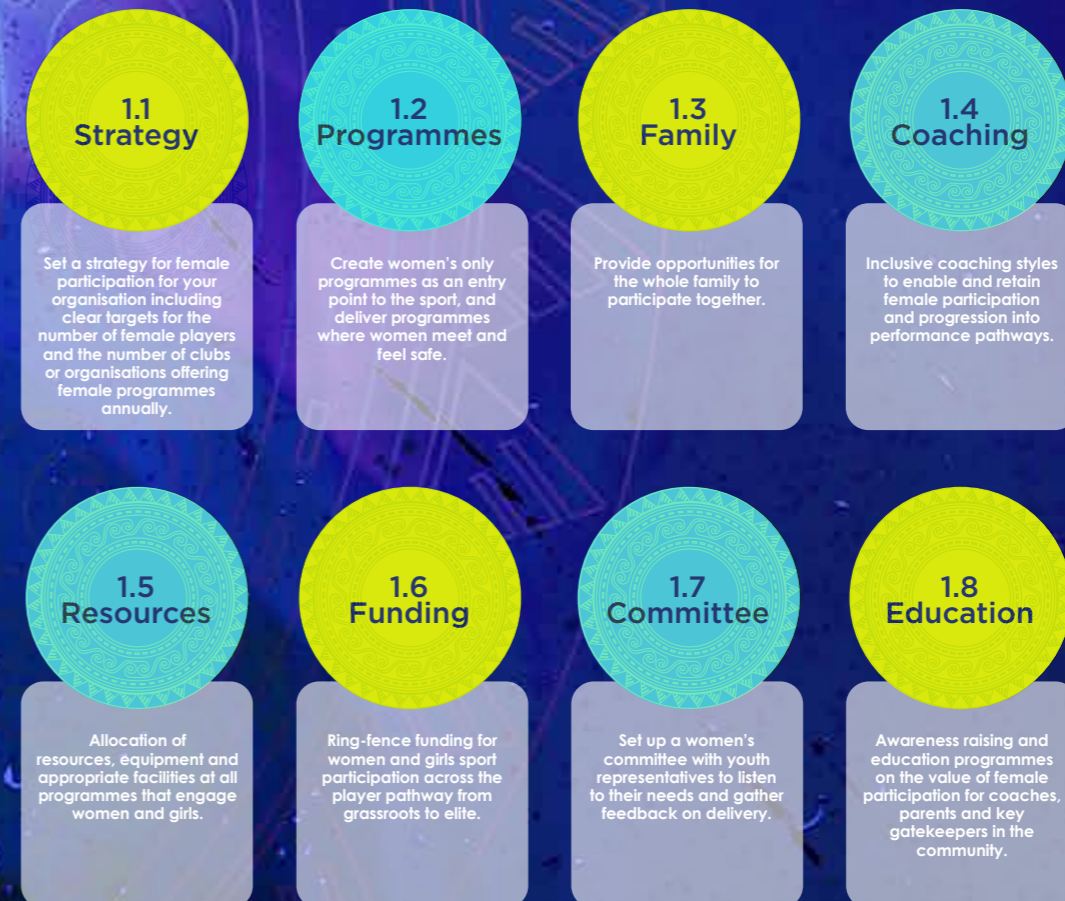 1.1
Strategy
Set a strategy for female
participation for your
organisation including
clear targets for the
number of female players
and the number of clubs
or organisations offering
female programmes
annually.
1.2
Programmes
Create women's only
programmes as an entry
point to the sport, and
deliver programmes
where women meet and
feel safe.
1.3
Family
Provide opportunities for
the whole family to
participate together.
1.4
Coaching
Inclusive coaching styles
to enable and retain
female participation
and progression into
performance pathways.
1.5
Resources
Allocation of
resources, equipment and
appropriate facilities at all
programmes that engage
women and girls.
1.6
Funding
Ring-fence funding for
women and girls sport
participation across the
player pathway from
grassroots to elite.
1.7
Committee
Set up a women's
committee with youth
representatives to listen
to their needs and gather
feedback on delivery.
1.8
Education
Awareness raising and
education programmes
on the value of female
participation for coaches,
parents and key
gatekeepers in the
community.